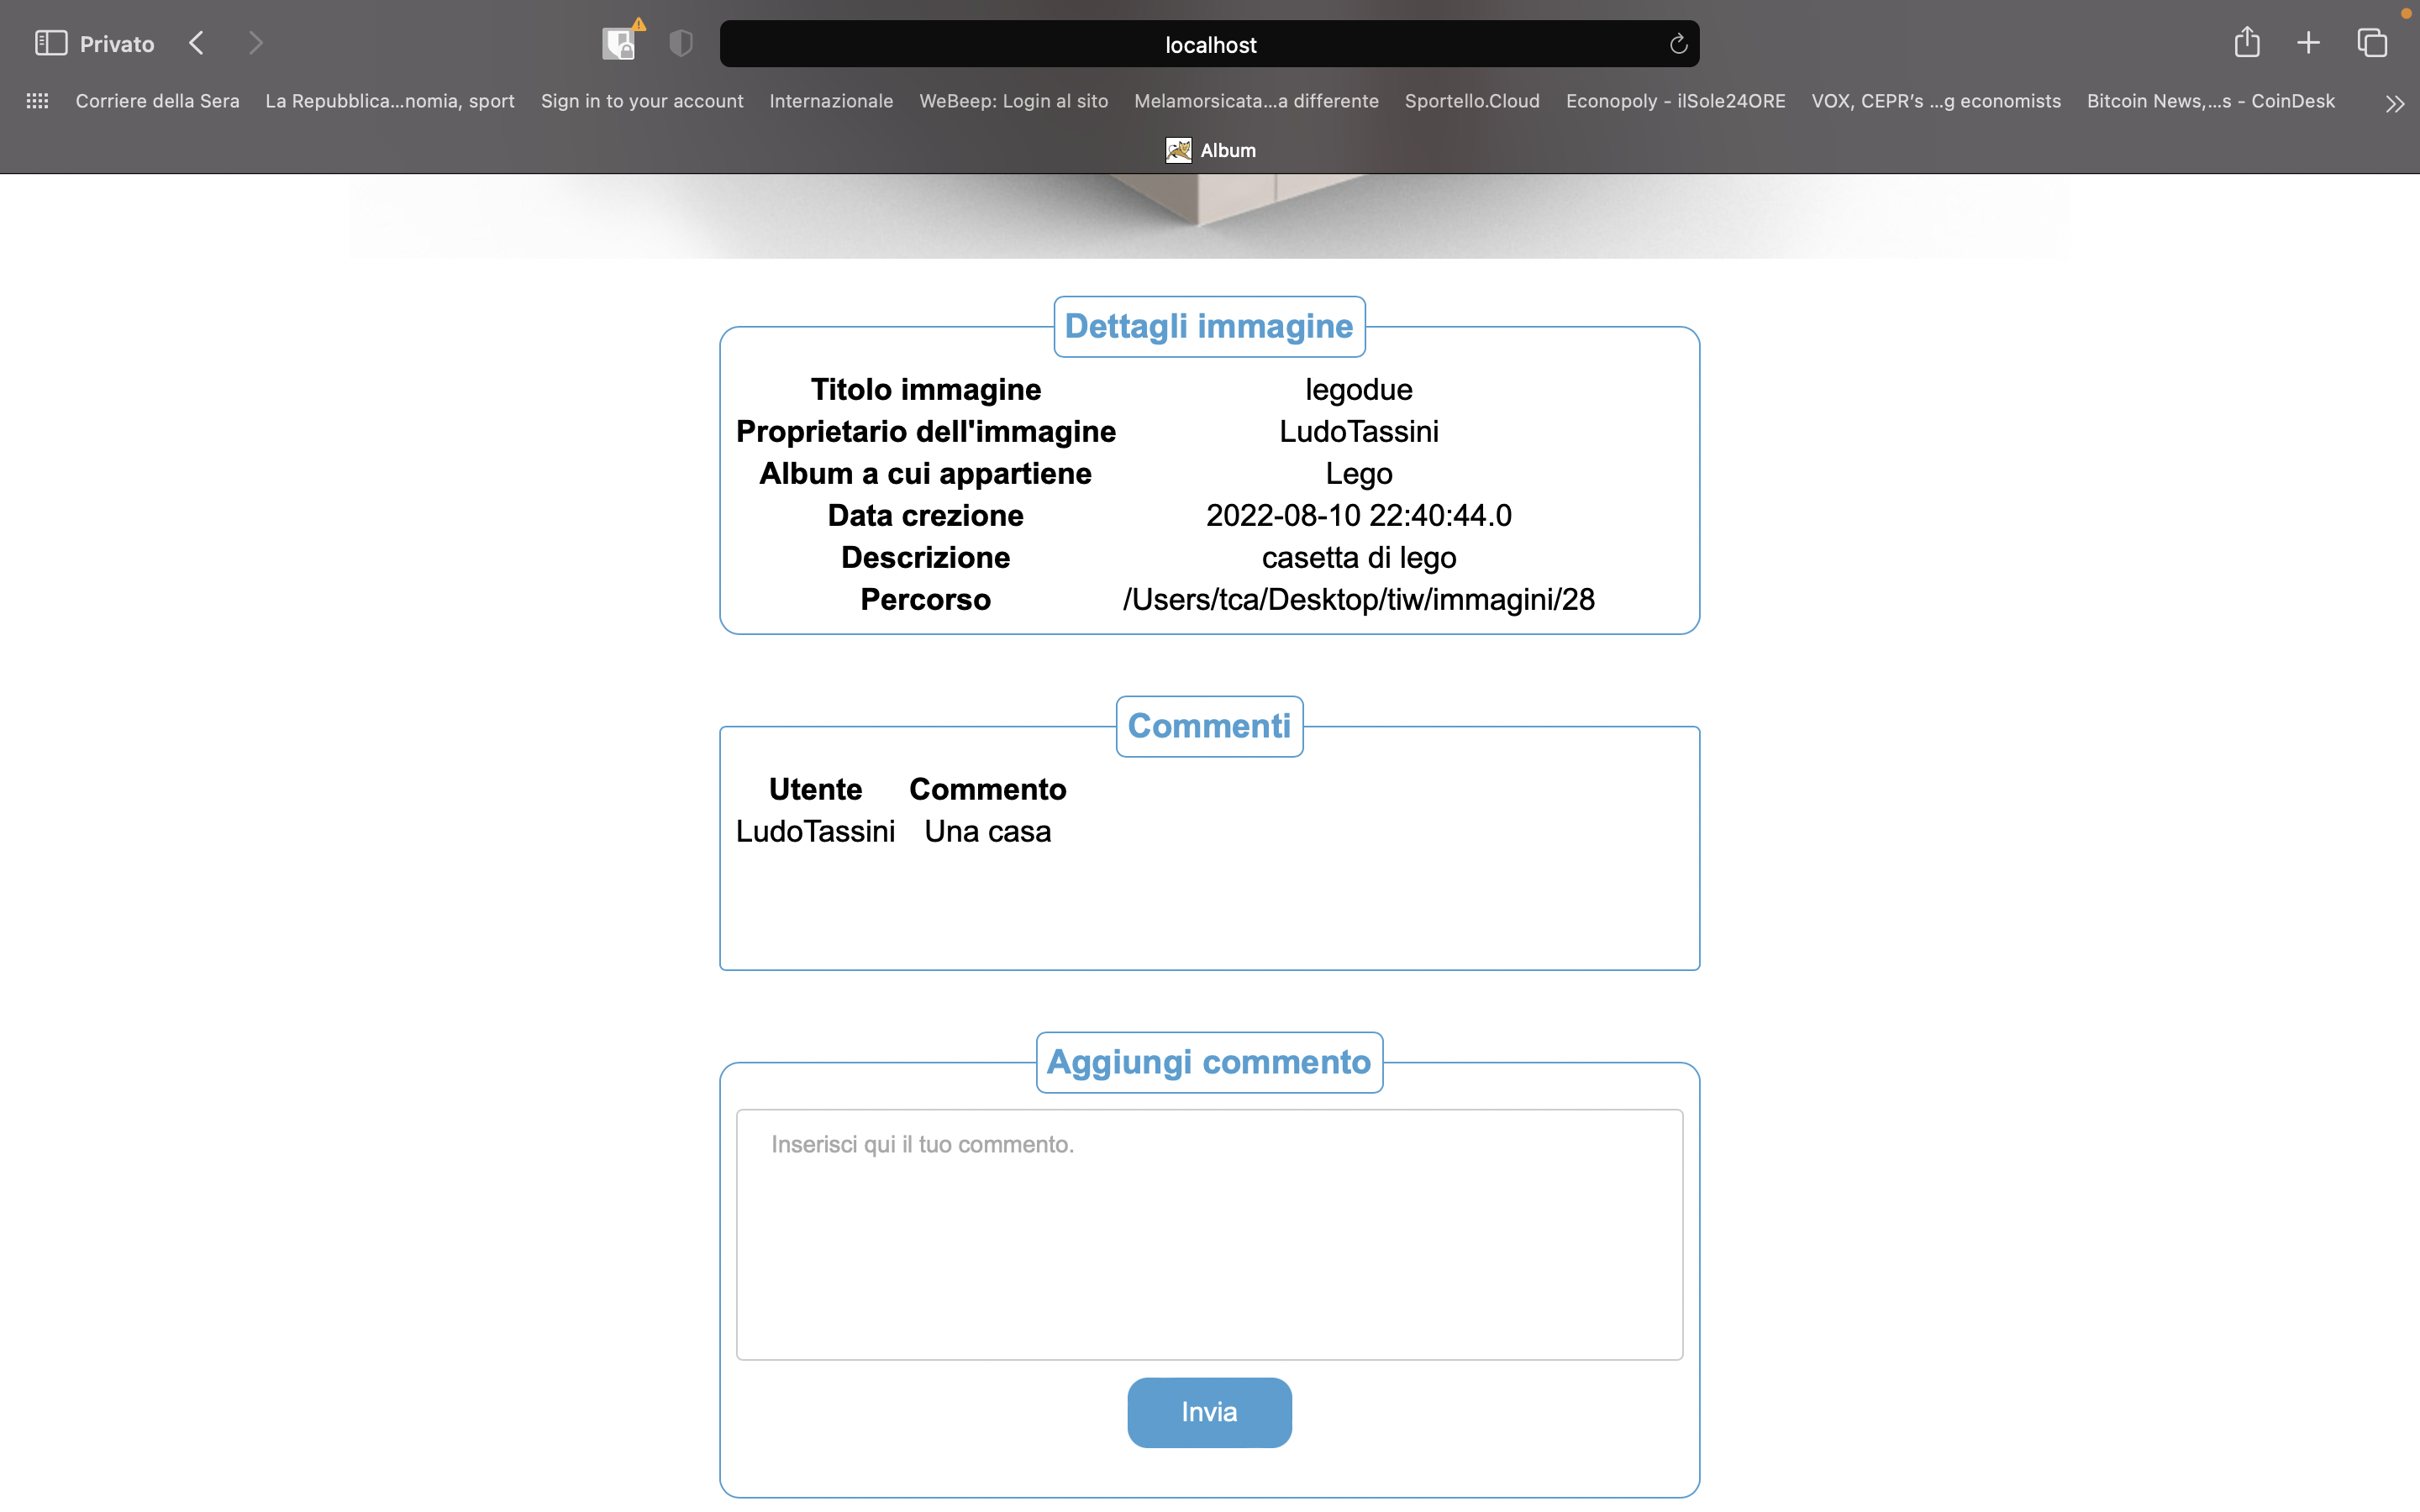 Privato
localhost
Corriere della Sera La Repubblica...nomia, sport Sign in to your account Internazionale WeBeep: Login al sito Melamorsicata...a differente Sportello.Cloud Econopoly - ilSole24ORE VOX, CEPR’s ...g economists Bitcoin News,...s - CoinDesk
Album
Dettagli immagine
Titolo immagine legodue
Proprietario dell'immagine LudoTassini
Album a cui appartiene Lego
Data crezione 2022-08-10 22:40:44.0
Descrizione casetta di lego
Percorso /Users/tca/Desktop/tiw/immagini/28
Commenti
Utente Commento
LudoTassini Una casa
Aggiungi commento
Inserisci qui il tuo commento.
Invia